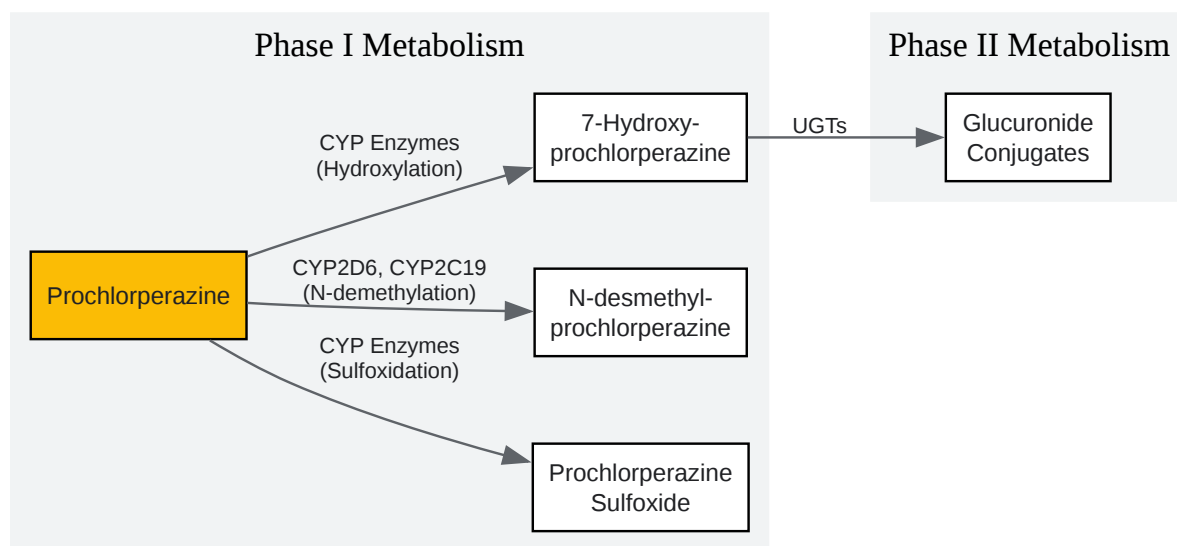 Phase I Metabolism
Phase II Metabolism
CYP Enzymes
(Hydroxylation)
7-Hydroxy-
prochlorperazine
UGTs
Glucuronide
Conjugates
Prochlorperazine
CYP2D6, CYP2C19
(N-demethylation)
N-desmethyl-
prochlorperazine
CYP Enzymes
(Sulfoxidation)
Prochlorperazine
Sulfoxide